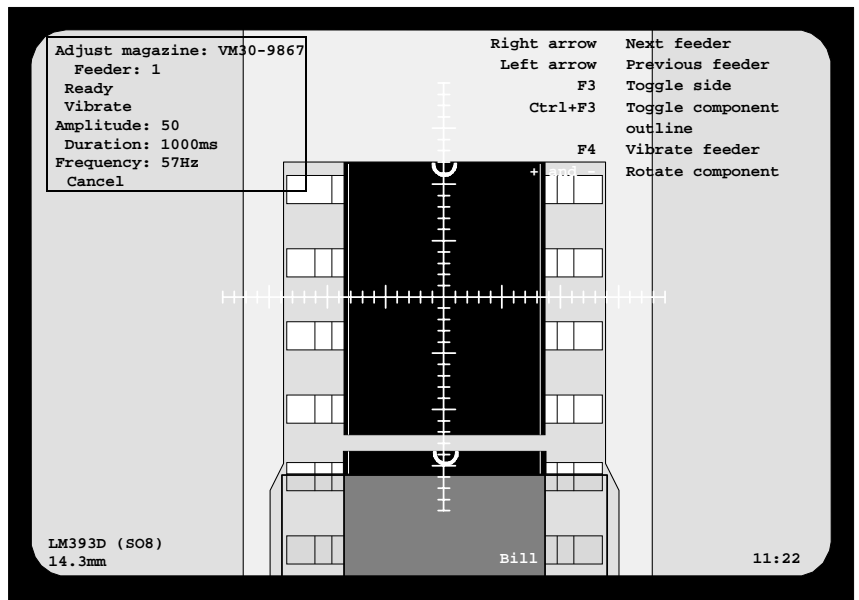 Adjust magazine: VM30-9867
Feeder: 1
Ready
Vibrate
Amplitude: 50
Duration: 1000ms
Frequency: 57Hz
Cancel
Right arrow Next feeder
Left arrow Previous feeder
F3 Toggle side
Ctrl+F3 Toggle component
outline
F4 Vibrate feeder
+ and - Rotate component
LM393D (SO8)
14.3mm
Bill
11:22